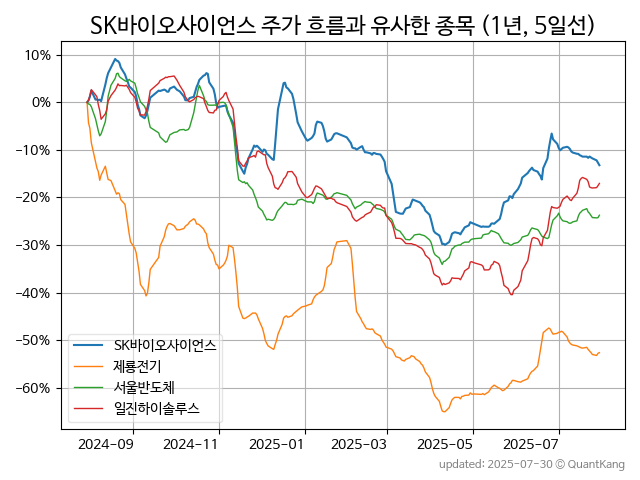 SK바이오사이언스 주가 흐름과 유사한 종목 (1년, 5일선)
10%
0%
−10%
−20%
−30%
−40%
−50%
−60%
SK바이오사이언스
제룡전기
서울반도체
일진하이솔루스
2024-09
2024-11
2025-01
2025-03
2025-05
2025-07
updated: 2025-07-30 © QuantKang